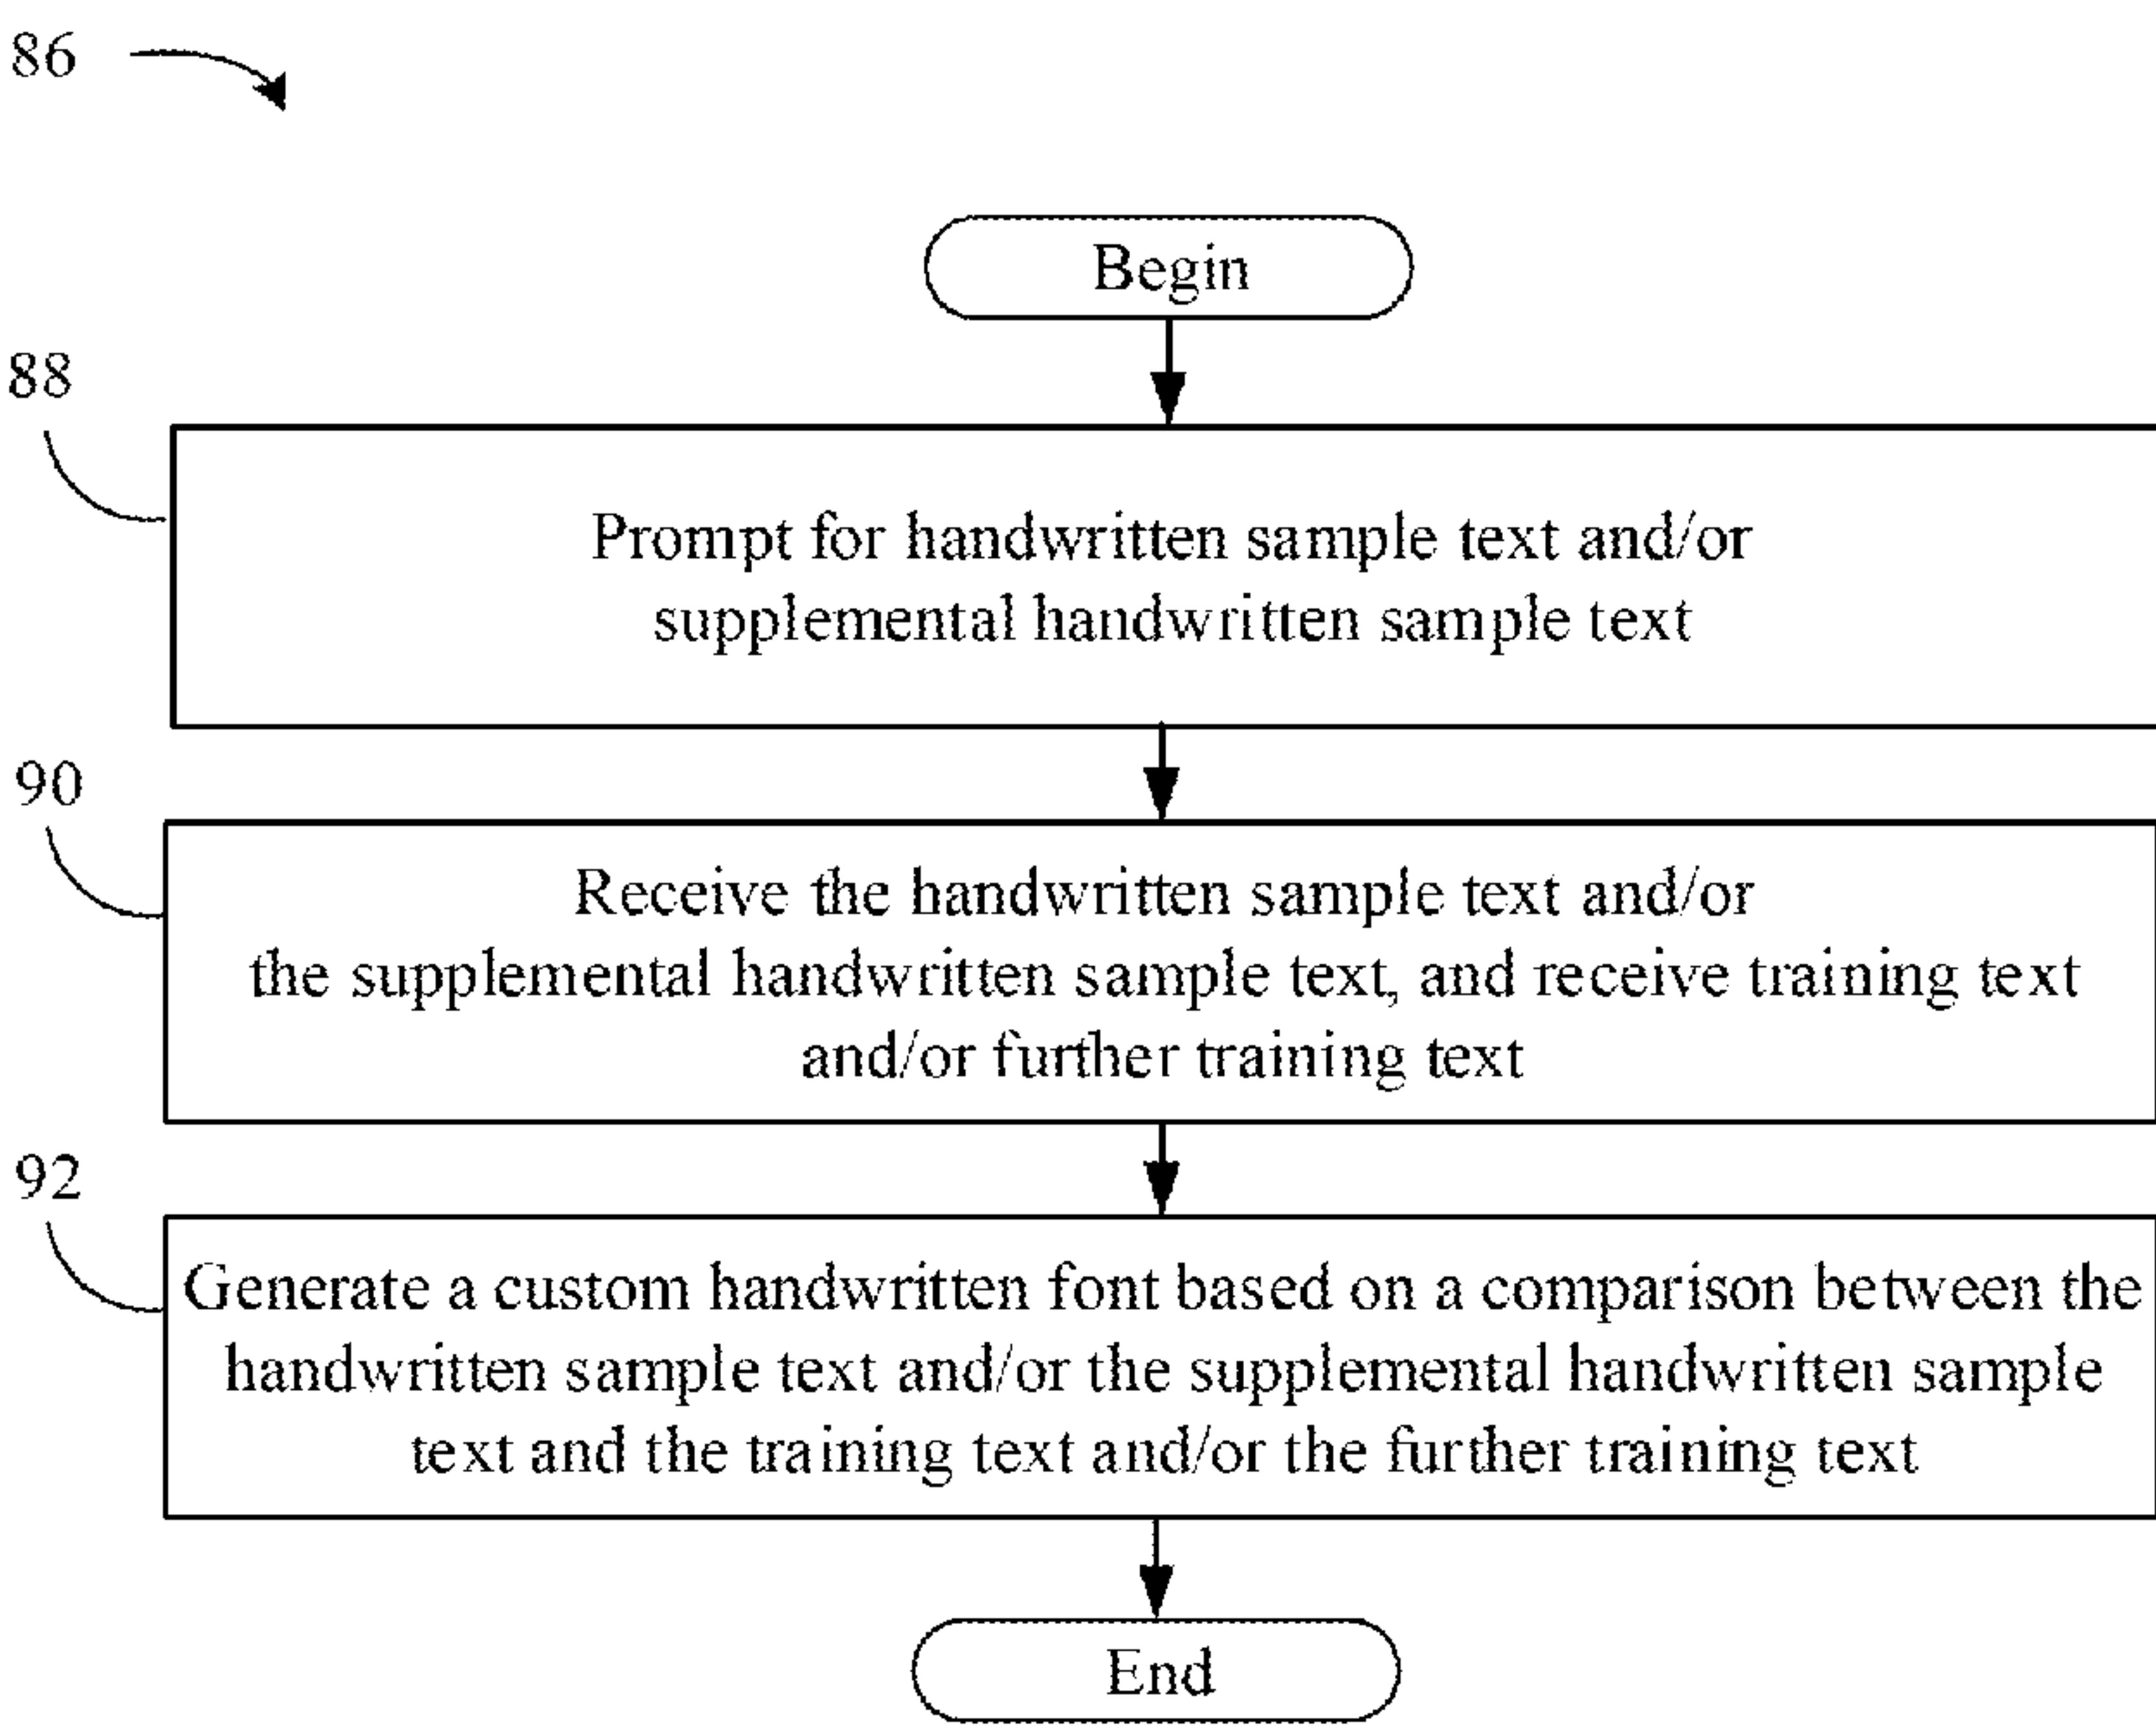 86
Begin
88
Prompt for handwritten sample text and/or
supplemental handwritten sample text
90
Receive the handwritten sample text and/or
the supplemental handwritten sample text, and receive training text
and/or further training text
92
Generate a custom handwritten font based on a comparison between the
handwritten sample text and/or the supplemental handwritten sample
text and the training text and/or the further training text
End